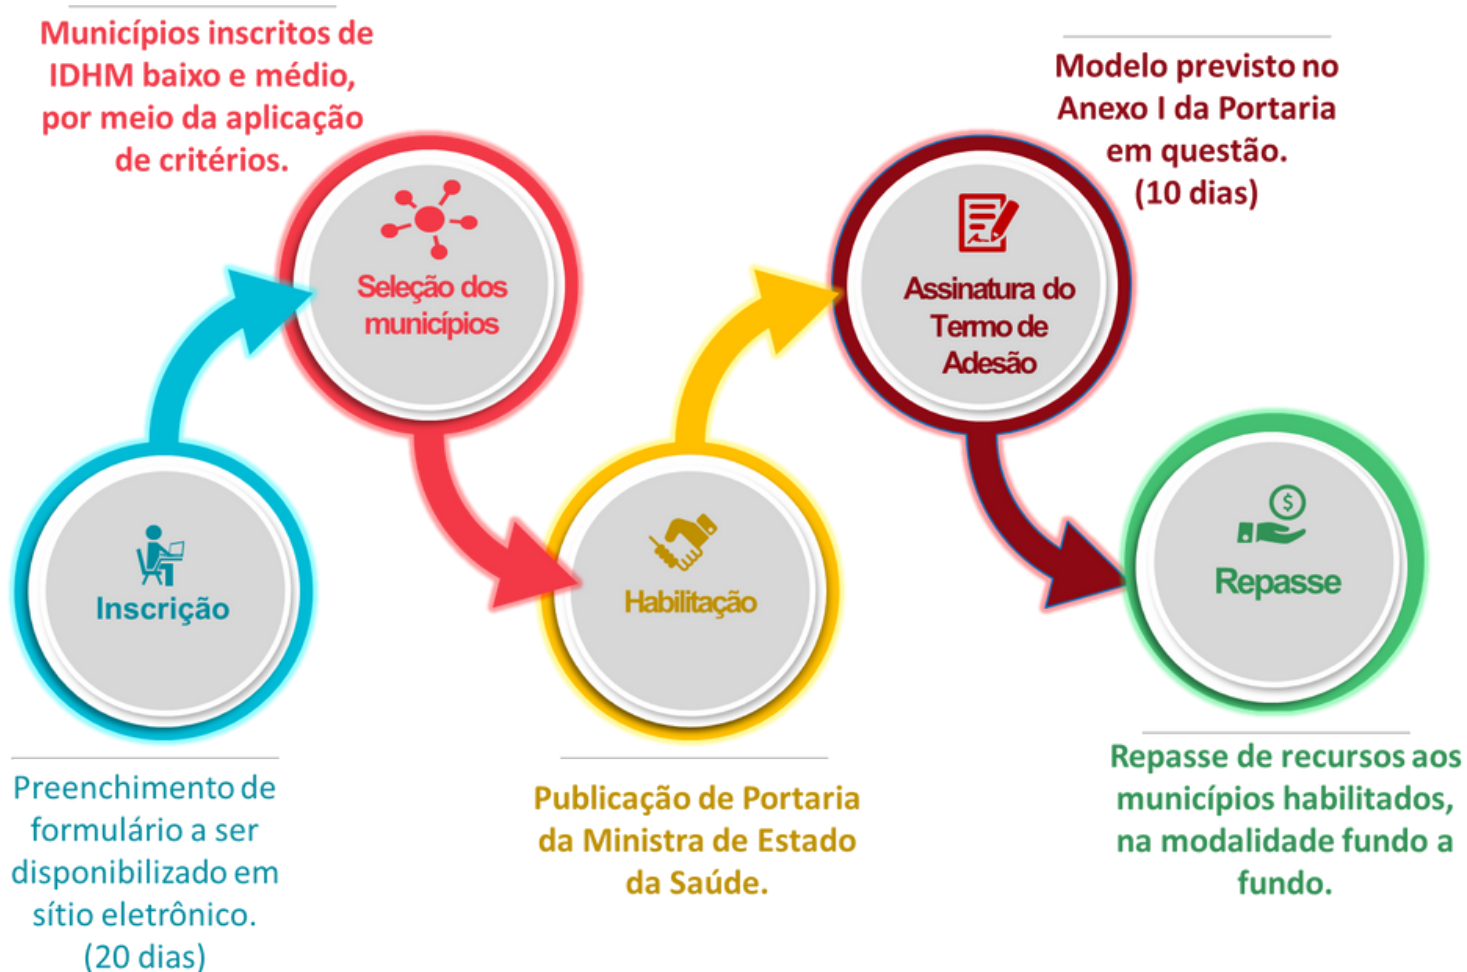 Municípios inscritos de
IDHM baixo e médio,
por meio da aplicação
de critérios.
Modelo previsto no
Anexo I da Portaria
em questão.
(10 dias)
Seleção dos
municípios
Assinatura do
Termo de
Adesão
Inscrição
Habilitação
$
Repasse
Preenchimento de
formulário a ser
disponibilizado em
sítio eletrônico.
(20 dias)
Publicação de Portaria
da Ministra de Estado
da Saúde.
Repasse de recursos aos
municípios habilitados,
na modalidade fundo a
fundo.